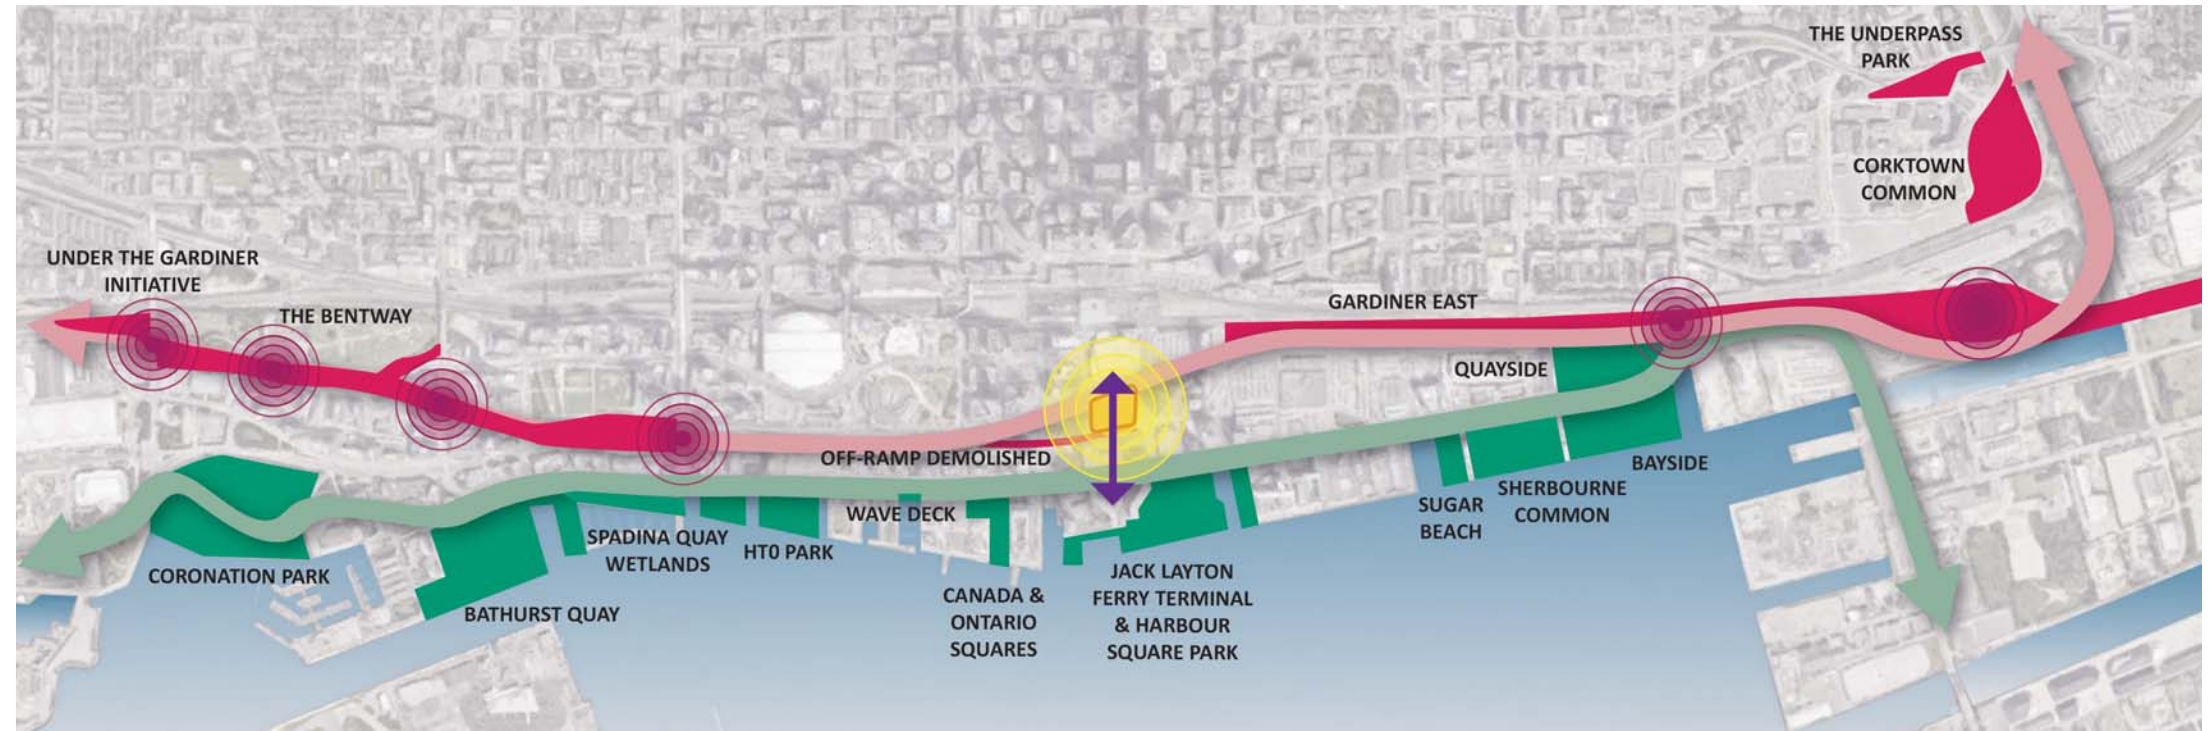 THE UNDERPASS
PARK
CORKTOWN
COMMON
UNDER THE GARDINER
INITIATIVE
THE BENTWAY
GARDINER EAST
QUAYSIDE
OFF-RAMP DEMOLISHED
BAYSIDE
SHERBOURNE
COMMON
SUGAR
BEACH
WAVE DECK
SPADINA QUAY
WETLANDS
HT0 PARK
CORONATION PARK
BATHURST QUAY
CANADA &
ONTARIO
SQUARES
JACK LAYTON
FERRY TERMINAL
& HARBOUR
SQUARE PARK